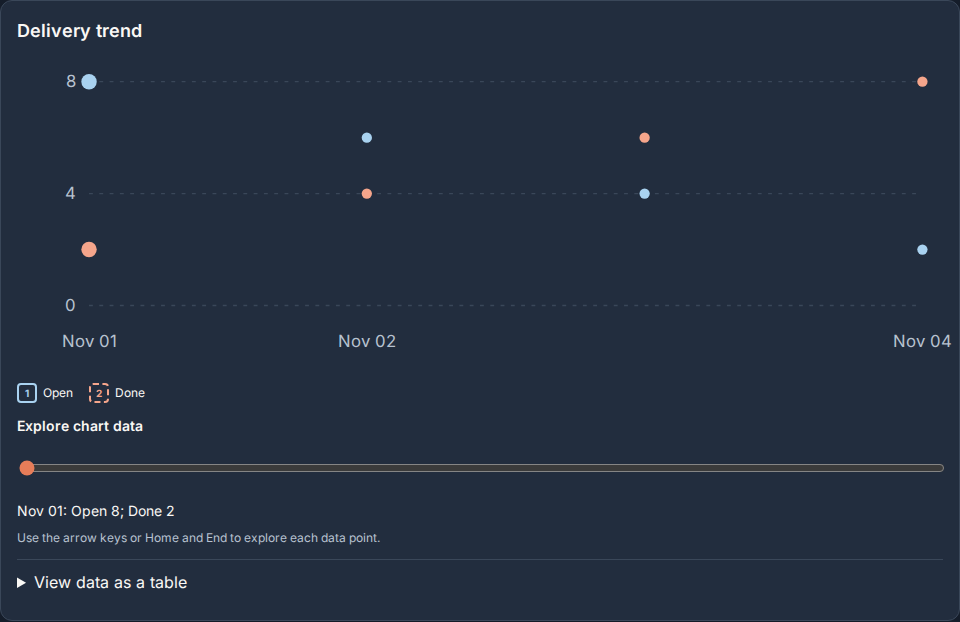 Delivery trend
8
4
0
Nov 01 Nov 02 Nov 04
1 Open 2 Done
Explore chart data
Nov 01: Open 8; Done 2
Use the arrow keys or Home and End to explore each data point.
View data as a table